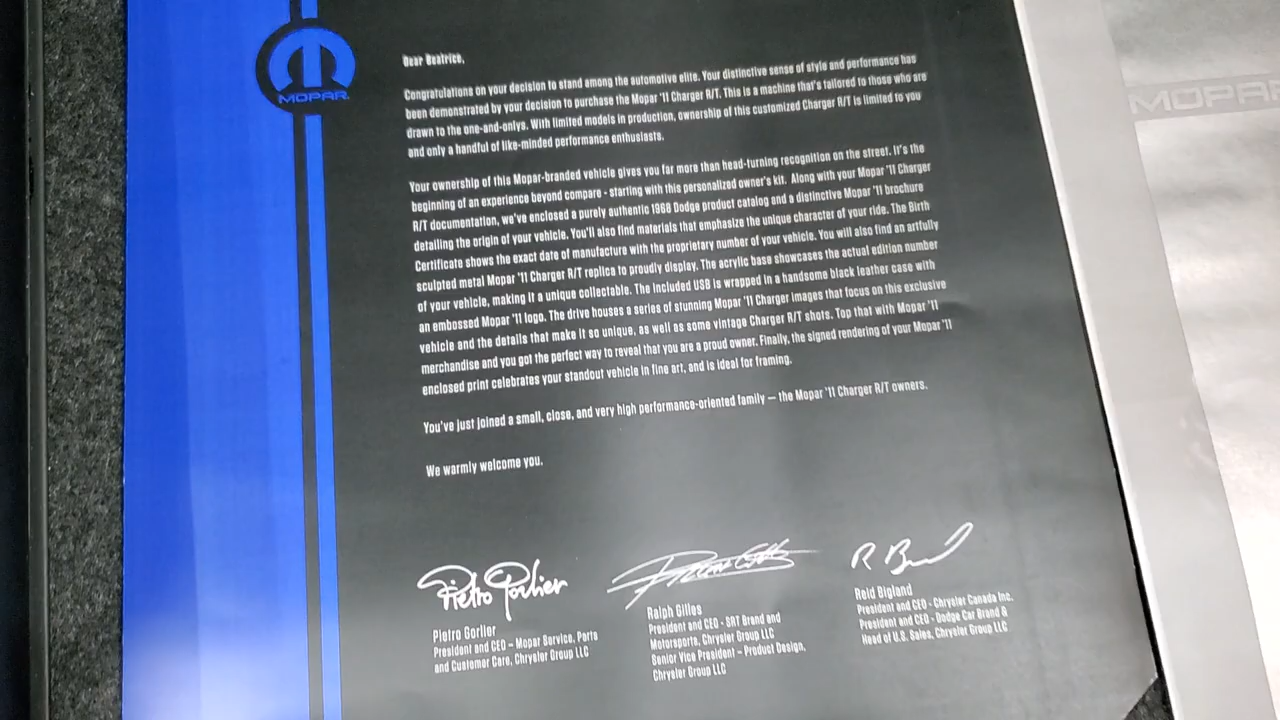 MOPAR.
Dear Beatrice,
Congratulations on your decision to stand among the automotive elite. Your distinctive sense of style and performance has
been demonstrated by your decision to purchase the Mopar '11 Charger R/T. This is a machine that's tailored to those who are
drawn to the one-and-onlys. With limited models in production, ownership of this customized Charger R/T is limited to you
and only a handful of like-minded performance enthusiasts.
Your ownership of this Mopar-branded vehicle gives you far more than head-turning recognition on the street. It's the
beginning of an experience beyond compare - starting with this personalized owner's kit. Along with your Mopar '11 Charger
R/T documentation, we've enclosed a purely authentic 1968 Dodge product catalog and a distinctive Mopar '11 brochure
detailing the origin of your vehicle. You'll also find materials that emphasize the unique character of your ride. The Birth
Certificate shows the exact date of manufacture with the proprietary number of your vehicle. You will also find an artfully
sculpted metal Mopar '11 Charger R/T replica to proudly display. The acrylic base showcases the actual edition number
of your vehicle, making it a unique collectable. The included USB is wrapped in a handsome black leather case with
an embossed Mopar '11 logo. The drive houses a series of stunning Mopar '11 Charger images that focus on this exclusive
vehicle and the details that make it so unique, as well as some vintage Charger R/T shots. Top that with Mopar '11
merchandise and you got the perfect way to reveal that you are a proud owner. Finally, the signed rendering of your Mopar '11
enclosed print celebrates your standout vehicle in fine art, and is ideal for framing.
You've just joined a small, close, and very high performance-oriented family — the Mopar '11 Charger R/T owners.
We warmly welcome you.
Pietro Gorlier
Pietro Gorlier
President and CEO – Mopar Service, Parts
and Customer Care, Chrysler Group LLC
Ralph Gilles
President and CEO - SRT Brand and
Motorsports, Chrysler Group LLC
Senior Vice President – Product Design,
Chrysler Group LLC
Reid Bigland
President and CEO - Chrysler Canada Inc.
President and CEO - Dodge Car Brand &
Head of U.S. Sales, Chrysler Group LLC
MOPAR